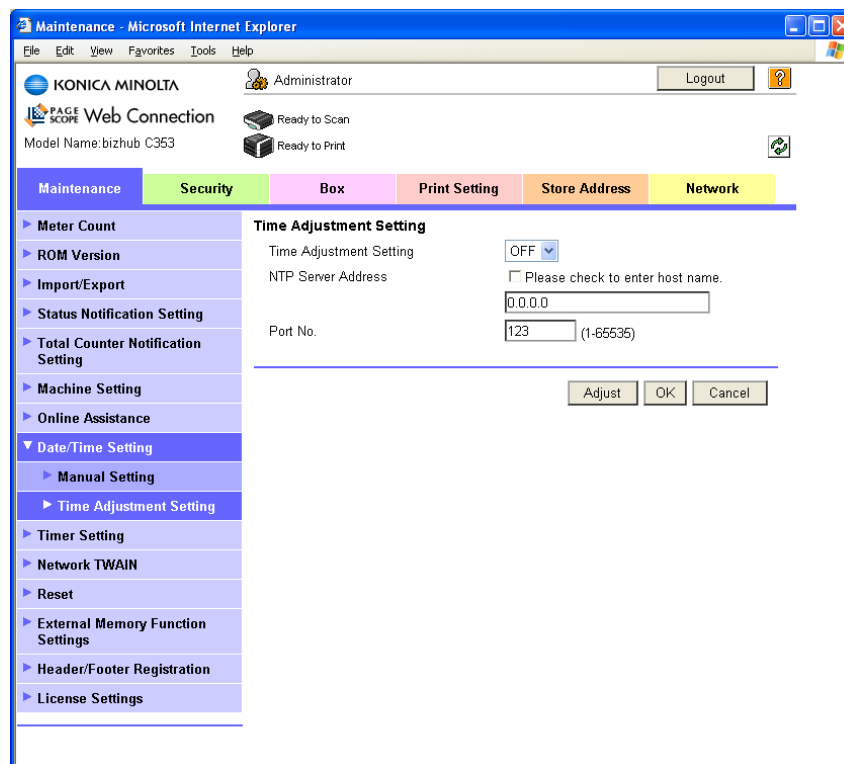 Maintenance - Microsoft Internet Explorer
File Edit View Favorites Tools Help
KONICA MINOLTA
Administrator
Logout
?
PAGE SCOPE Web Connection
Ready to Scan
Model Name:bizhub C353
Ready to Print
Maintenance Security Box Print Setting Store Address Network
Meter Count
ROM Version
Import/Export
Status Notification Setting
Total Counter Notification
Setting
Machine Setting
Online Assistance
Date/Time Setting
Manual Setting
Time Adjustment Setting
Timer Setting
Network TWAIN
Reset
External Memory Function
Settings
Header/Footer Registration
License Settings
Time Adjustment Setting
Time Adjustment Setting OFF
NTP Server Address Please check to enter host name.
0.0.0.0
Port No. 123 (1-65535)
Adjust OK Cancel